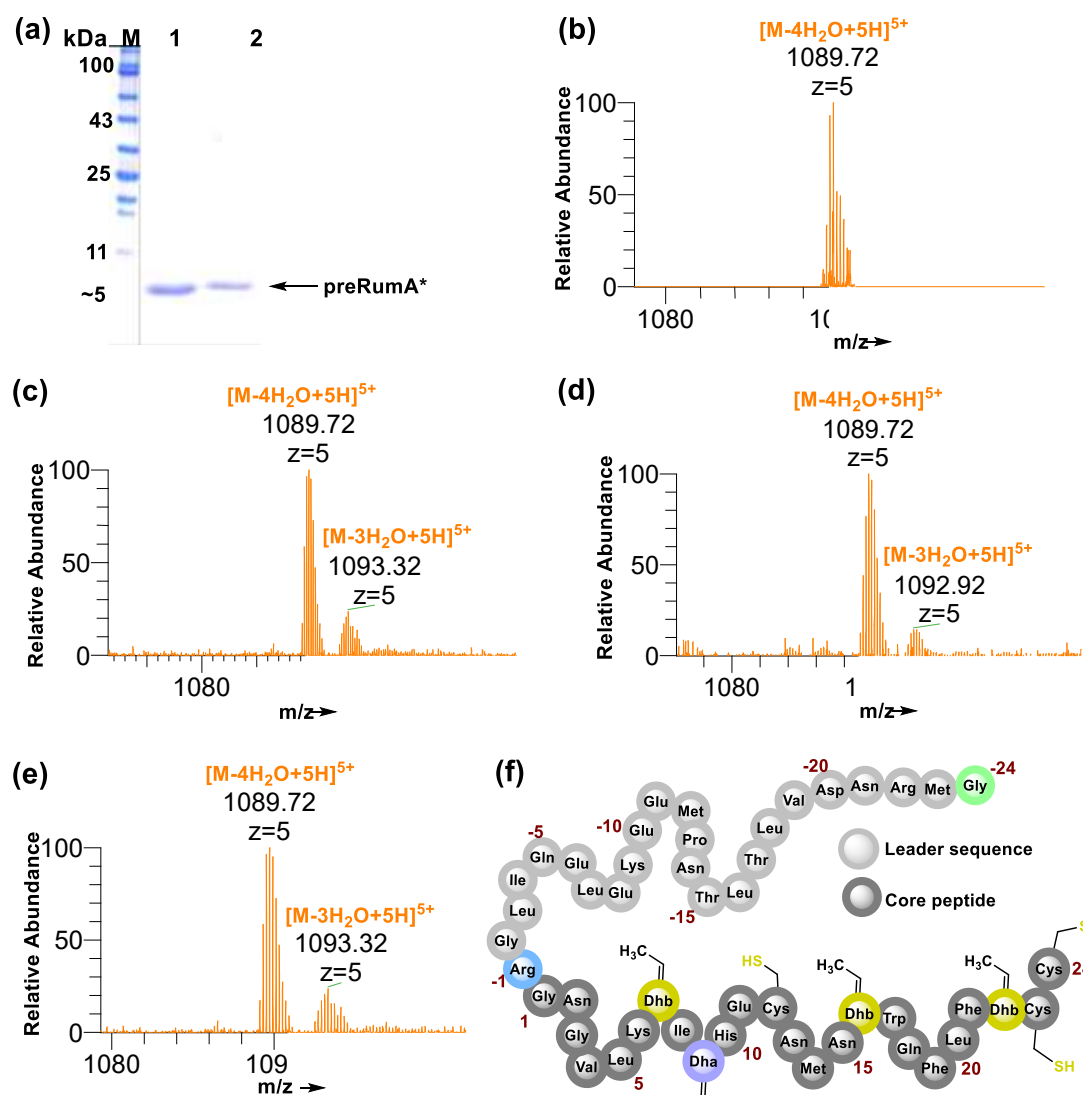 (a)
kDa M 1 2
100
43
25
11
~5
preRumA*
(b)
[M-4H2O+5H]5+
1089.72
z=5
Relative Abundance
100
50
0
1080
m/z
(c)
[M-4H2O+5H]5+
1089.72
z=5
[M-3H2O+5H]5+
1093.32
z=5
Relative Abundance
100
50
0
1080
m/z
(d)
[M-4H2O+5H]5+
1089.72
z=5
[M-3H2O+5H]5+
1092.92
z=5
Relative Abundance
100
50
0
1080 1
m/z
(e)
[M-4H2O+5H]5+
1089.72
z=5
[M-3H2O+5H]5+
1093.32
z=5
Relative Abundance
100
50
0
1080 109
m/z
(f)
-24
Gly Met Arg Asn Asp
-20
Val Leu Thr Leu Thr
-15
Asn Pro Met Glu Glu
-10
Lys Glu Leu Glu Gln
-5
Ile Leu Gly Arg
-1
Gly Asn Gly Val Leu
1
5
Lys Dhb Ile Dha His
10
Glu Cys Asn Met Asn
15
Dhb Trp Gln Phe Leu
20
Phe Dhb Cys Cys
H3C
HS
H3C
H3C
SH
Leader sequence
Core peptide